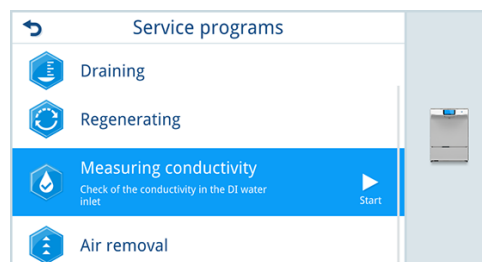 Service programs
Draining
Regenerating
Measuring conductivity
Check of the conductivity in the DI water
inlet
Start
Air removal